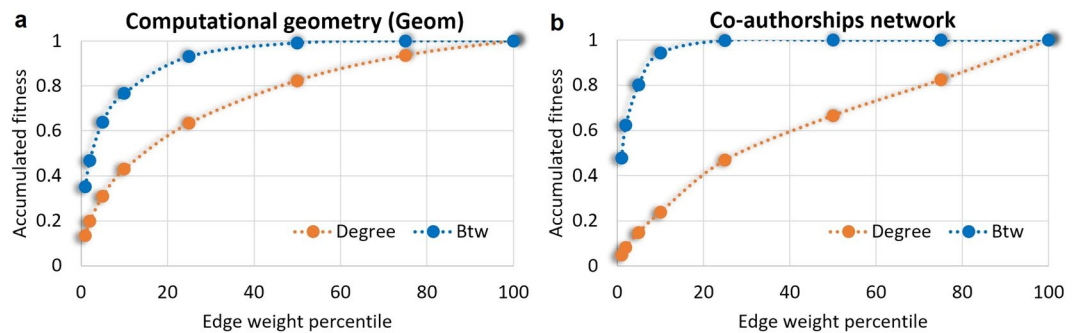 a
Computational geometry (Geom)
Accumulated fitness
1
0.8
0.6
0.4
0.2
0
Degree Btw
0 20 40 60 80 100
Edge weight percentile
b
Co-authorships network
Accumulated fitness
1
0.8
0.6
0.4
0.2
0
Degree Btw
0 20 40 60 80 100
Edge weight percentile